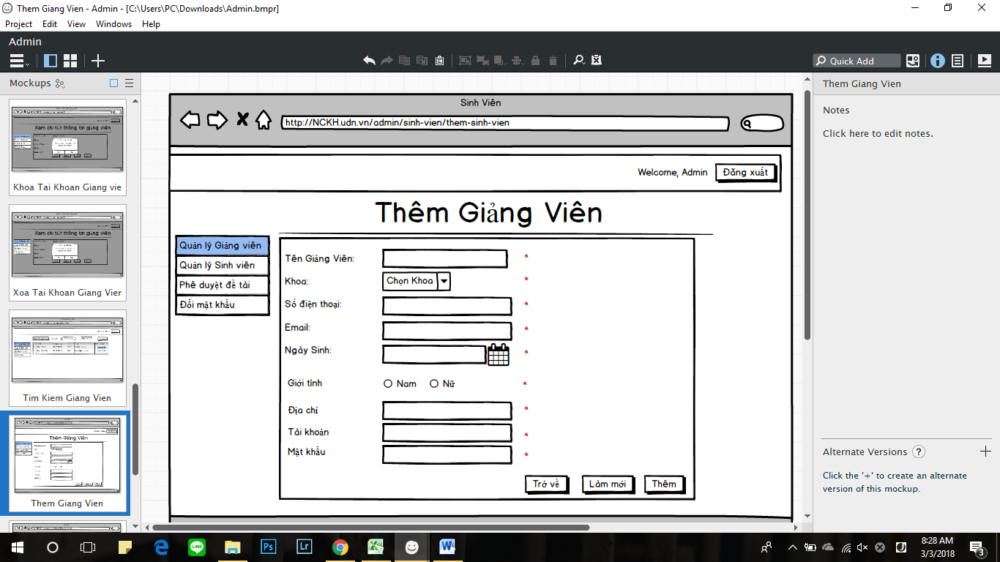 Them Giang Vien - Admin - [C:\Users\PC\Downloads\Admin.bmpr]
Project Edit View Windows Help
Admin
Quick Add
Mockups
Xem chi tiết thông tin giảng viên
Khoa Tai Khoan Giang vie
Xem chi tiết thông tin giảng viên
Xoa Tai Khoan Giang Vien
Tim Kiem Giang Vien
Thêm Giảng Viên
Them Giang Vien
Sinh Viên
http://NCKH.udn.vn/admin/sinh-vien/them-sinh-vien
Welcome, Admin Đăng xuất
Thêm Giảng Viên
Quản lý Giảng viên
Quản lý Sinh viên
Phê duyệt đề tài
Đổi mật khẩu
Tên Giảng Viên: *
Khoa: Chọn Khoa *
Số điện thoại: *
Email: *
Ngày Sinh: *
Giới tính Nam Nữ *
Địa chỉ *
Tài khoản *
Mật khẩu *
Trở về Làm mới Thêm
Them Giang Vien
Notes
Click here to edit notes.
Alternate Versions ?
Click the '+' to create an alternate
version of this mockup.
LINE
Ps
Lr
8:28 AM
3/3/2018
3